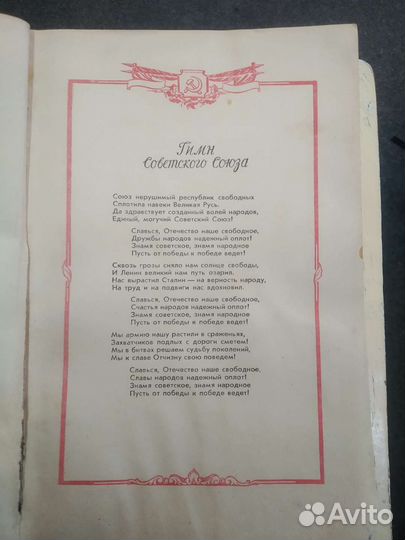 Гимн
Советского Союза
Союз нерушимый республик свободных
Сплотила навеки Великая Русь.
Да здравствует созданный волей народов,
Единый, могучий Советский Союз!
Славься, Отечество наше свободное,
Дружбы народов надежный оплот!
Знамя советское, знамя народное
Пусть от победы к победе ведет!
Сквозь грозы сияло нам солнце свободы,
И Ленин великий нам путь озарил.
Нас вырастил Сталин — на верность народу,
На труд и на подвиги нас вдохновил.
Славься, Отечество наше свободное,
Счастья народов надежный оплот!
Знамя советское, знамя народное
Пусть от победы к победе ведет!
Мы армию нашу растили в сраженьях,
Захватчиков подлых с дороги сметем!
Мы в битвах решаем судьбу поколений,
Мы к славе Отчизну свою поведем!
Славься, Отечество наше свободное,
Славы народов надежный оплот!
Знамя советское, знамя народное
Пусть от победы к победе ведет!
Avito